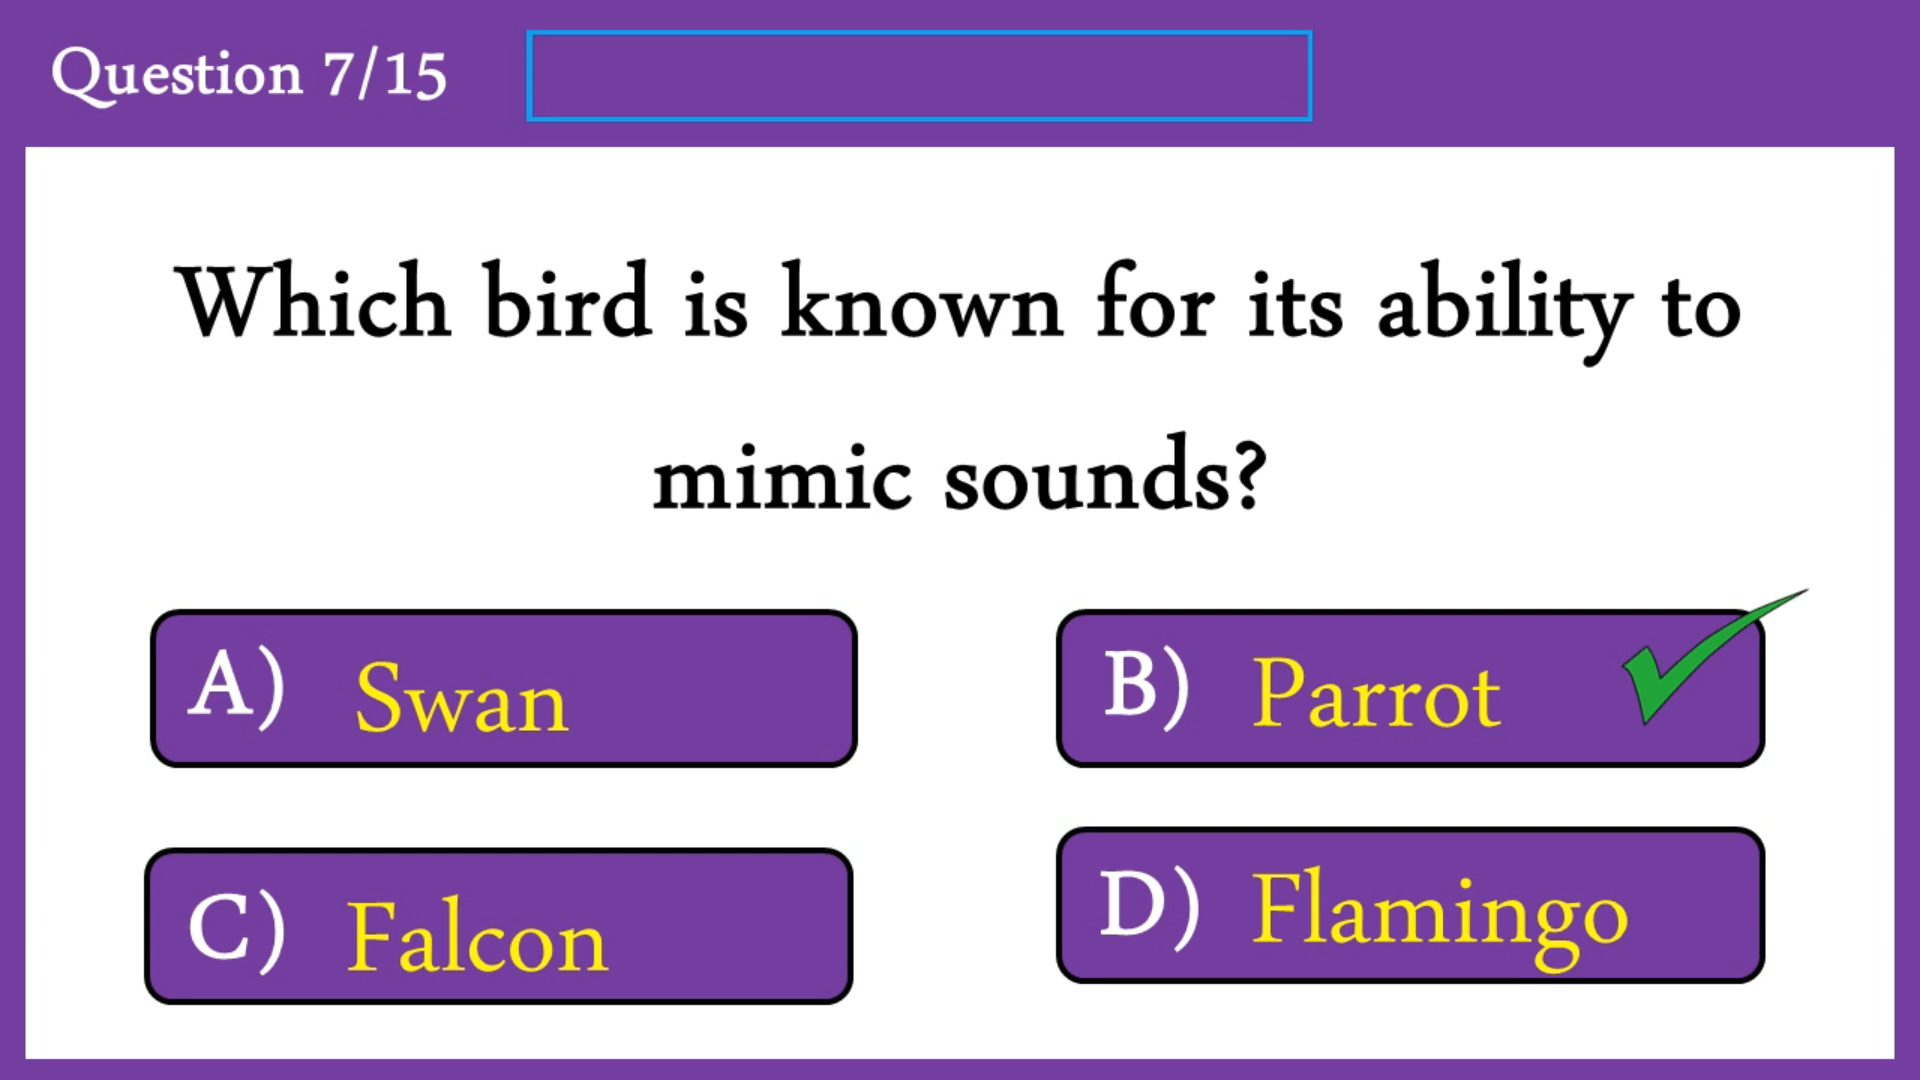 Question 7/15
Which bird is known for its ability to
mimic sounds?
A) Swan
B) Parrot
C) Falcon
D) Flamingo